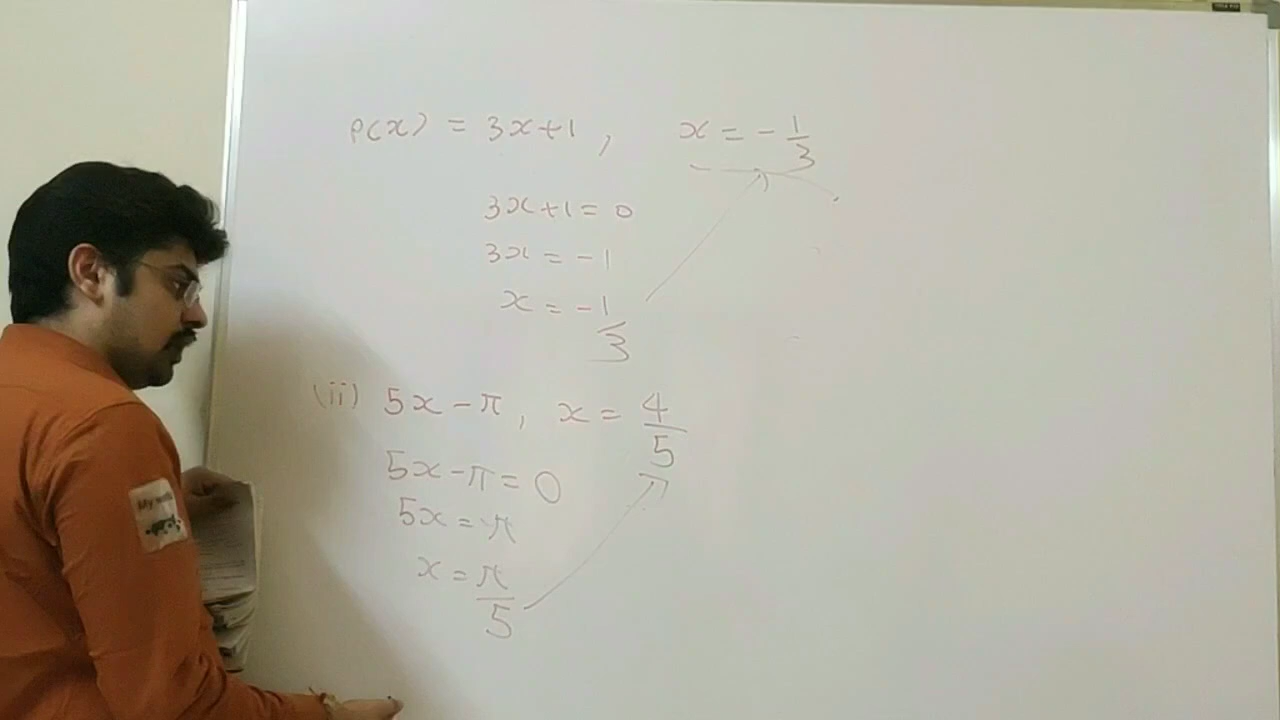 P(x) = 3x+1 , x = -1/3
3x+1 = 0
3x = -1
x = -1/3
(ii) 5x-π, x = 4/5
5x-π = 0
5x = π
x = π/5
My